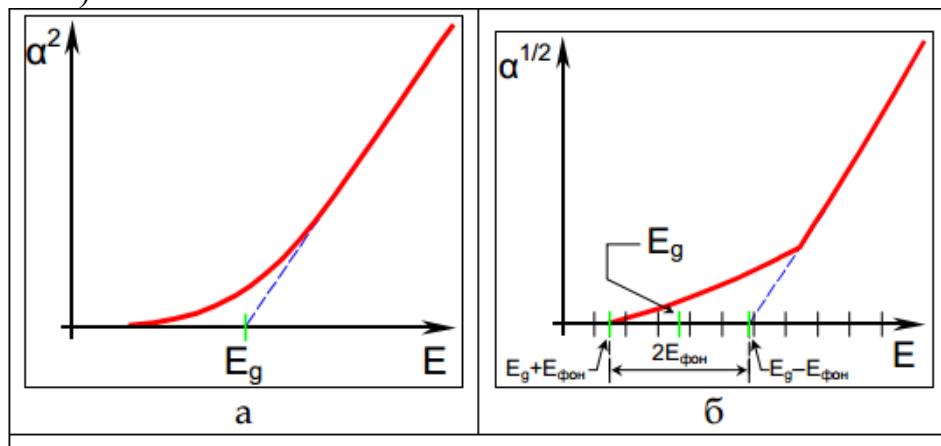 α²
E_g
E
а
α^1/2
E_g
E_g+E_фон
2E_фон
E_g–E_фон
E
б